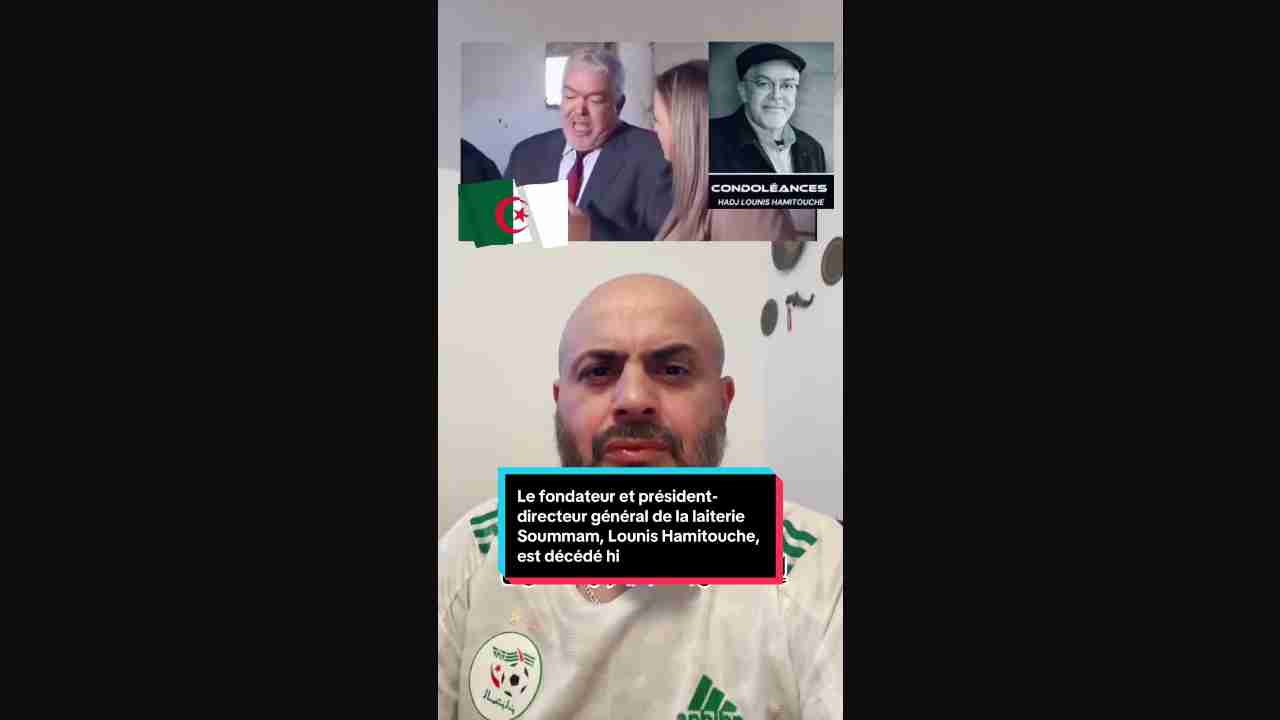 CONDOLÉANCES
HADJ LOUNIS HAMITOUCHE
Le fondateur et président-
directeur général de la laiterie
Soummam, Lounis Hamitouche,
est décédé hi